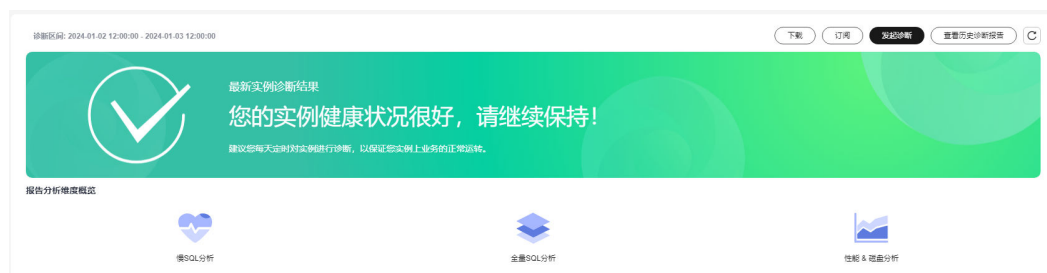 诊断区间: 2024-01-02 12:00:00 - 2024-01-03 12:00:00
下载 订阅 发起诊断 查看历史诊断报告
最新实例诊断结果
您的实例健康状况很好，请继续保持！
建议您每天定时对实例进行诊断，以保证您实例上业务的正常运转。
报告分析维度概览
慢SQL分析 全量SQL分析 性能 & 磁盘分析